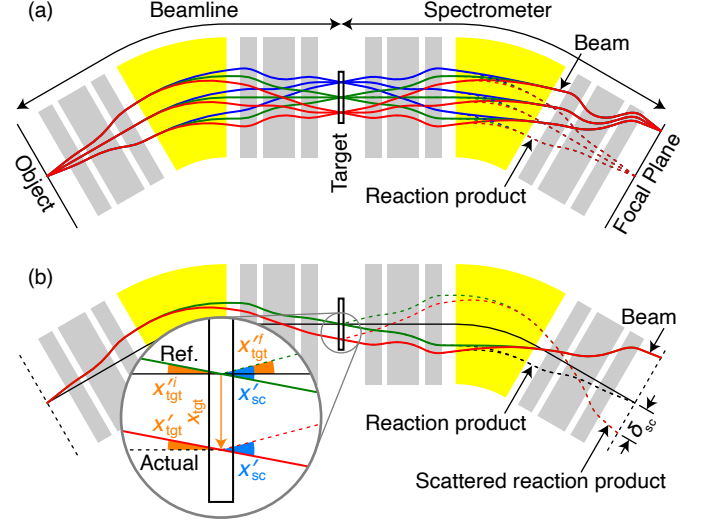 (a)
Beamline
Spectrometer
Beam
Object
Target
Reaction product
Focal Plane
(b)
Beam
Ref.
x′ᶠtgt
x′ⁱtgt
x′sc
xtgt
x′tgt
Actual
x′sc
Reaction product
δsc
Scattered reaction product